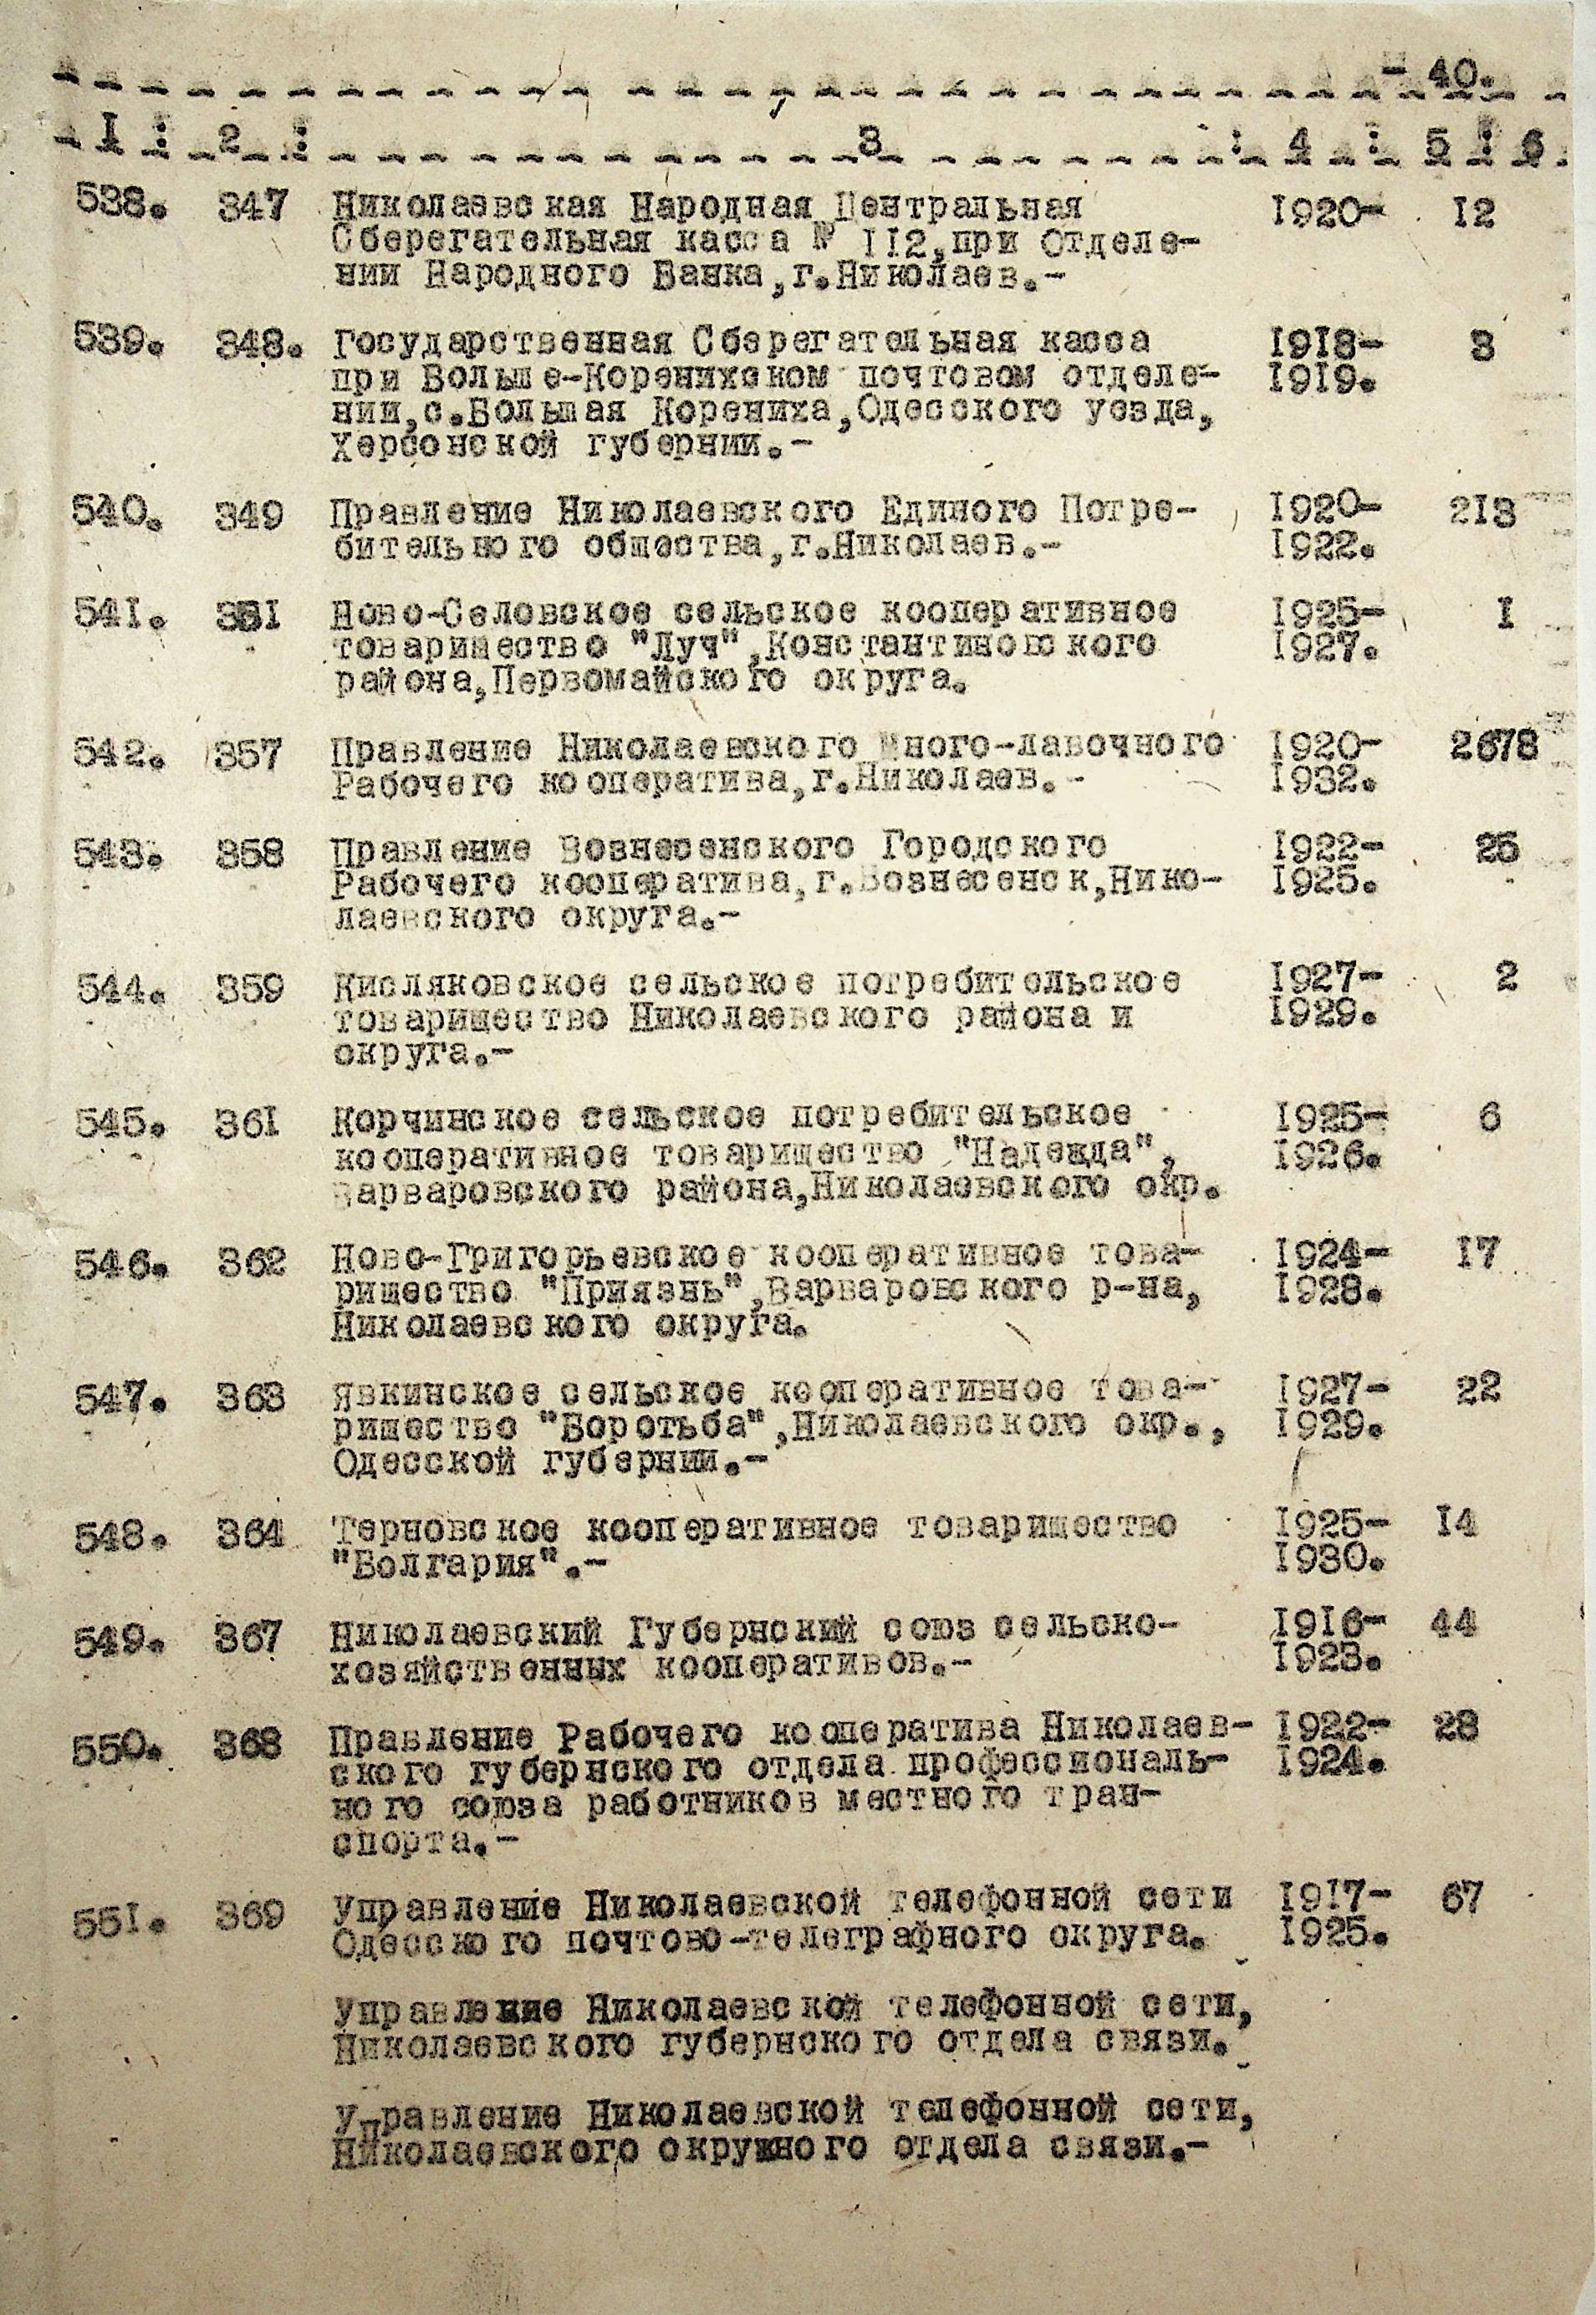 - 40.
I : 2 : 3 : 4 : 5 : 6
538. 347 Николаевская Народная Центральная 1920- 12
Сберегательная касса № II2,при Отделе-
нии Народного Банка,г.Николаев.-
539. 348. Государственная Сберегательная касса 1918- 3
при Больше-Коренихском почтовом отделе- 1919.
нии,с.Большая Корениха,Одесского уезда,
Херсонской губернии.-
540. 349 Правление Николаевского Единого Потре- 1920- 213
бительного общества,г.Николаев.- 1922.
541. 351 Ново-Селовское сельское кооперативное 1925- I
товарищество "Луч",Константиновского 1927.
района,Первомайского округа.
542. 357 Правление Николаевского Много-лавочного 1920- 2678
Рабочего кооператива,г.Николаев.- 1932.
543. 358 Правление Вознесенского Городского 1922- 25
Рабочего кооператива,г.Вознесенск,Нико- 1925.
лаевского округа.-
544. 359 Кисляковское сельское потребительское 1927- 2
товарищество Николаевского района и 1929.
округа.-
545. 361 Корчинское сельское потребительское 1925- 6
кооперативное товарищество "Надежда", 1926.
Варваровского района,Николаевского окр.
546. 362 Ново-Григорьевское кооперативное това- 1924- 17
рищество "Приязнь",Варваровского р-на, 1928.
Николаевского округа.
547. 363 Явкинское сельское кооперативное това- 1927- 22
рищество "Боротьба",Николаевского окр., 1929.
Одесской губернии.-
548. 364 Терновское кооперативное товарищество 1925- 14
"Болгария".- 1930.
549. 367 Николаевский Губернский союз сельско- 1916- 44
хозяйственных кооперативов.- 1923.
550. 368 Правление Рабочего кооператива Николаев- 1922- 28
ского губернского отдела профессиональ- 1924.
ного союза работников местного тран-
спорта.-
551. 369 Управление Николаевской телефонной сети 1917- 67
Одесского почтово-телеграфного округа. 1925.
Управление Николаевской телефонной сети,
Николаевского губернского отдела связи.
Управление Николаевской телефонной сети,
Николаевского окружного отдела связи.-